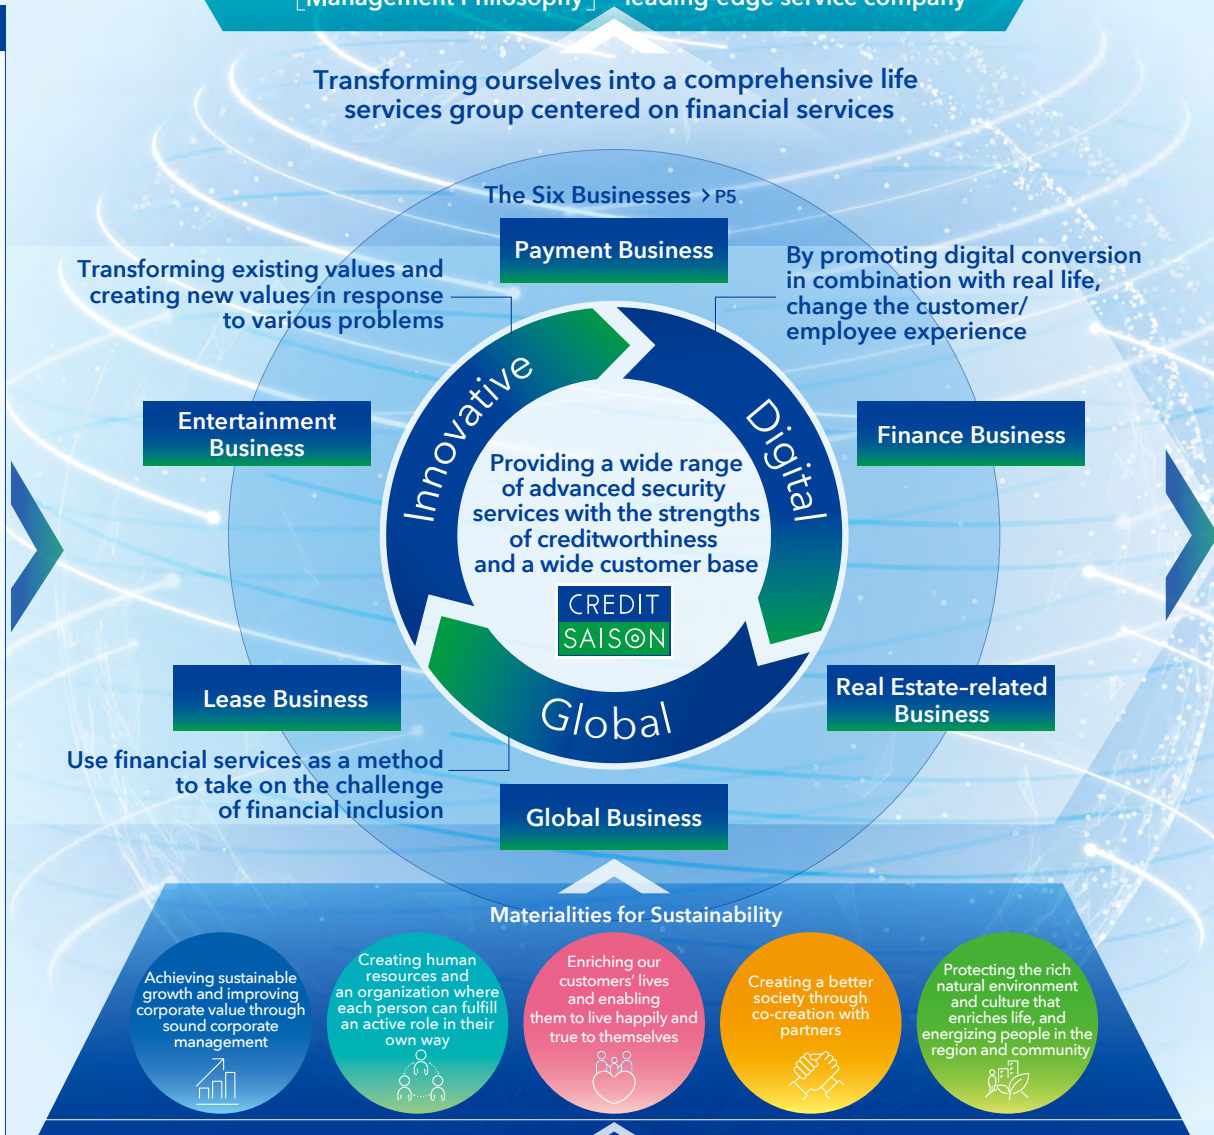 [Management Philosophy] leading-edge service company
Transforming ourselves into a comprehensive life
services group centered on financial services
The Six Businesses > P5
Payment Business
Transforming existing values and
creating new values in response
to various problems
By promoting digital conversion
in combination with real life,
change the customer/
employee experience
Innovative
Digital
Entertainment
Business
Finance Business
Providing a wide range
of advanced security
services with the strengths
of creditworthiness
and a wide customer base
CREDIT
SAISON
Lease Business
Real Estate-related
Business
Global
Use financial services as a method
to take on the challenge
of financial inclusion
Global Business
Materialities for Sustainability
Achieving sustainable
growth and improving
corporate value through
sound corporate
management
Creating human
resources and
an organization where
each person can fulfill
an active role in their
own way
Enriching our
customers' lives
and enabling
them to live happily and
true to themselves
Creating a better
society through
co-creation with
partners
Protecting the rich
natural environment
and culture that
enriches life, and
energizing people in the
region and community